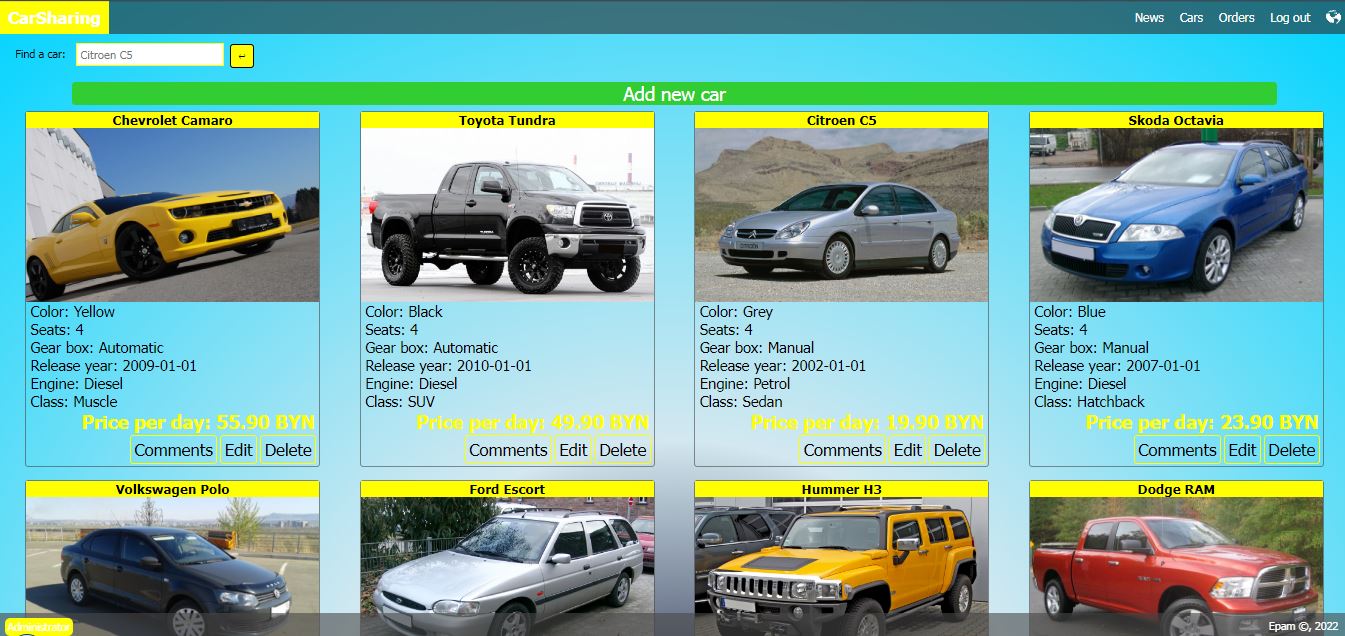 CarSharing
News Cars Orders Log out
Find a car: Citroen C5
Add new car
Chevrolet Camaro
Color: Yellow
Seats: 4
Gear box: Automatic
Release year: 2009-01-01
Engine: Diesel
Class: Muscle
Price per day: 55.90 BYN
Comments Edit Delete
Toyota Tundra
Color: Black
Seats: 4
Gear box: Automatic
Release year: 2010-01-01
Engine: Diesel
Class: SUV
Price per day: 49.90 BYN
Comments Edit Delete
Citroen C5
Color: Grey
Seats: 4
Gear box: Manual
Release year: 2002-01-01
Engine: Petrol
Class: Sedan
Price per day: 19.90 BYN
Comments Edit Delete
Skoda Octavia
Color: Blue
Seats: 4
Gear box: Manual
Release year: 2007-01-01
Engine: Diesel
Class: Hatchback
Price per day: 23.90 BYN
Comments Edit Delete
Volkswagen Polo
Ford Escort
Hummer H3
Dodge RAM
Administrator
Epam ©, 2022